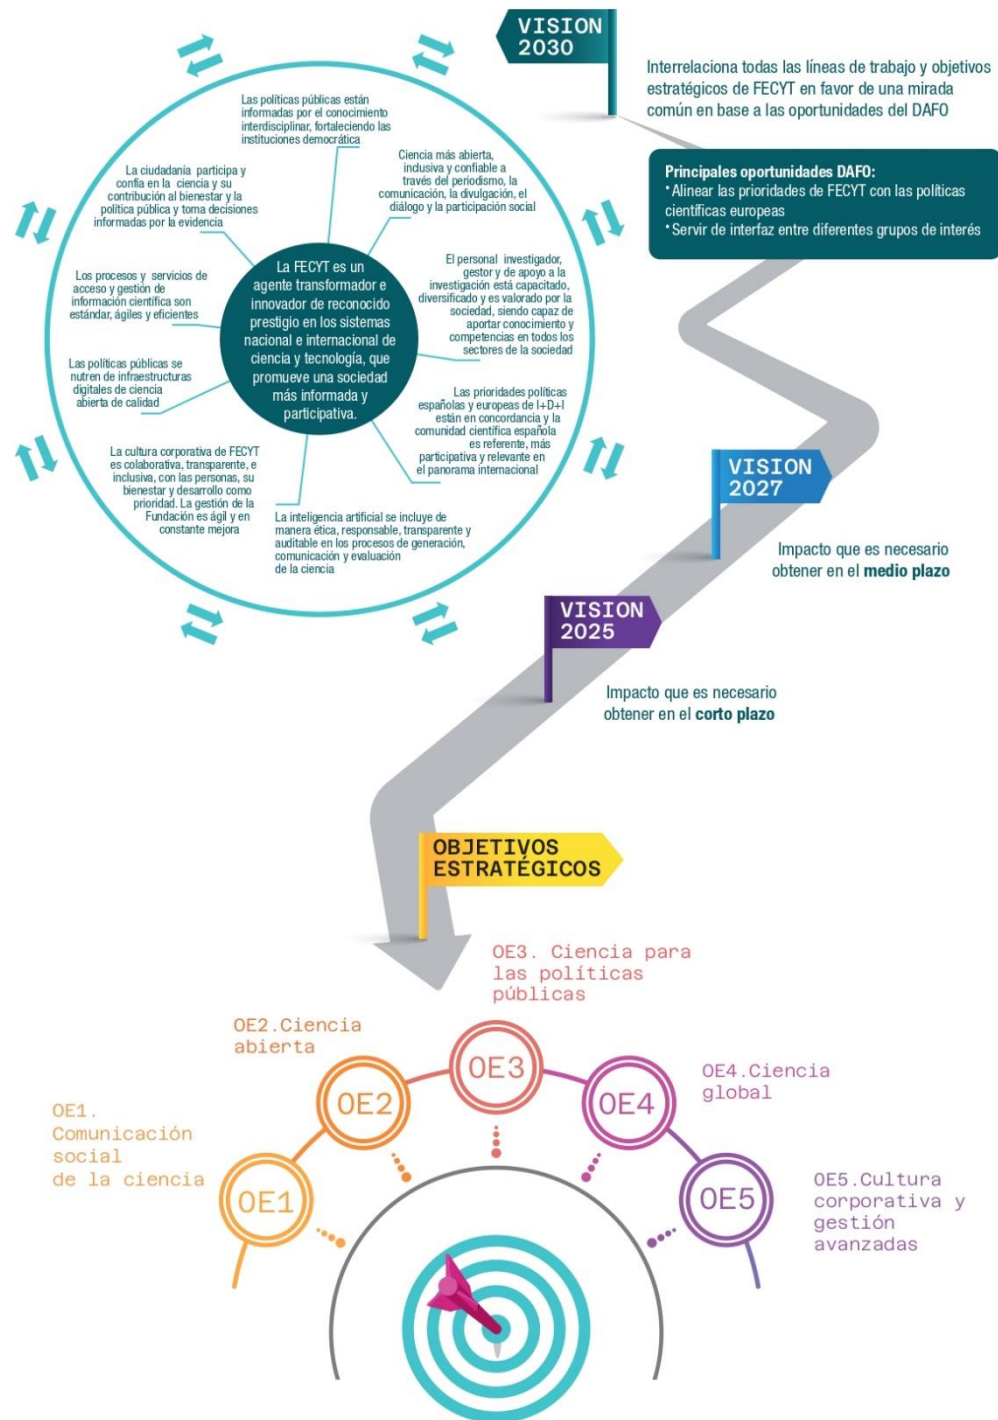 VISION
2030
Interrelaciona todas las líneas de trabajo y objetivos
estratégicos de FECYT en favor de una mirada
común en base a las oportunidades del DAFO
Principales oportunidades DAFO:
• Alinear las prioridades de FECYT con las políticas
científicas europeas
• Servir de interfaz entre diferentes grupos de interés
Las políticas públicas están
informadas por el conocimiento
interdisciplinar, fortaleciendo las
instituciones democrática
Ciencia más abierta,
inclusiva y confiable a
través del periodismo, la
comunicación, la divulgación, el
diálogo y la participación social
La ciudadanía participa y
confía en la ciencia y su
contribución al bienestar y la
política pública y toma decisiones
informadas por la evidencia
El personal investigador,
gestor y de apoyo a la
investigación está capacitado,
diversificado y es valorado por la
sociedad, siendo capaz de
aportar conocimiento y
competencias en todos los
sectores de la sociedad
La FECYT es un
agente transformador e
innovador de reconocido
prestigio en los sistemas
nacional e internacional de
ciencia y tecnología, que
promueve una sociedad
más informada y
participativa.
Los procesos y servicios de
acceso y gestión de
información científica son
estándar, ágiles y eficientes
Las políticas públicas se
nutren de infraestructuras
digitales de ciencia
abierta de calidad
Las prioridades políticas
españolas y europeas de I+D+I
están en concordancia y la
comunidad científica española
es referente, más
participativa y relevante en
el panorama internacional
La cultura corporativa de FECYT
es colaborativa, transparente, e
inclusiva, con las personas, su
bienestar y desarrollo como
prioridad. La gestión de la
Fundación es ágil y en
constante mejora
La inteligencia artificial se incluye de
manera ética, responsable, transparente y
auditable en los procesos de generación,
comunicación y evaluación
de la ciencia
VISION
2027
Impacto que es necesario
obtener en el medio plazo
VISION
2025
Impacto que es necesario
obtener en el corto plazo
OBJETIVOS
ESTRATÉGICOS
OE3. Ciencia para
las políticas
públicas
OE2.Ciencia
abierta
OE4.Ciencia
global
OE1.
Comunicación
social
de la ciencia
OE5.Cultura
corporativa y
gestión
avanzadas
OE1
OE2
OE3
OE4
OE5